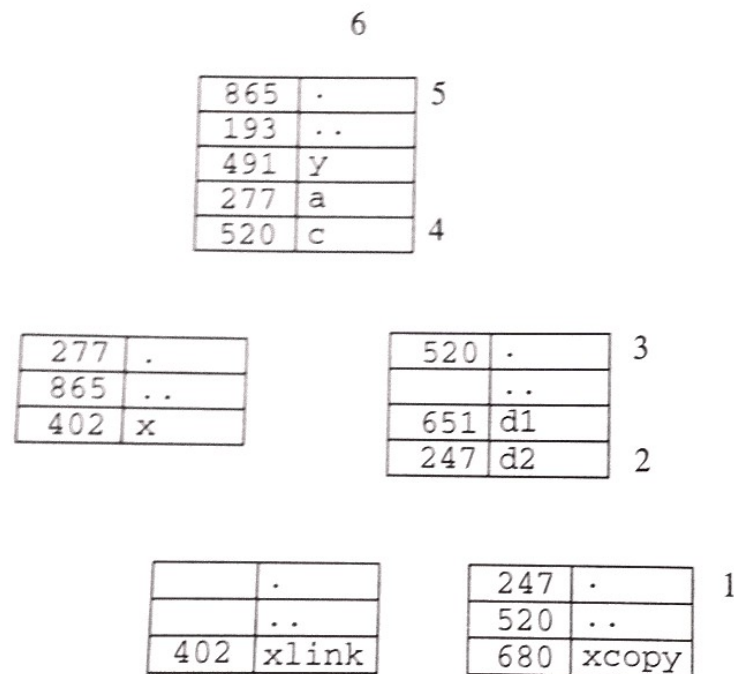 6
865 . 5
193 ..
491 y
277 a
520 c 4
277 .
865 ..
402 x
520 . 3
..
651 d1
247 d2 2
.
..
402 xlink
247 . 1
520 ..
680 xcopy